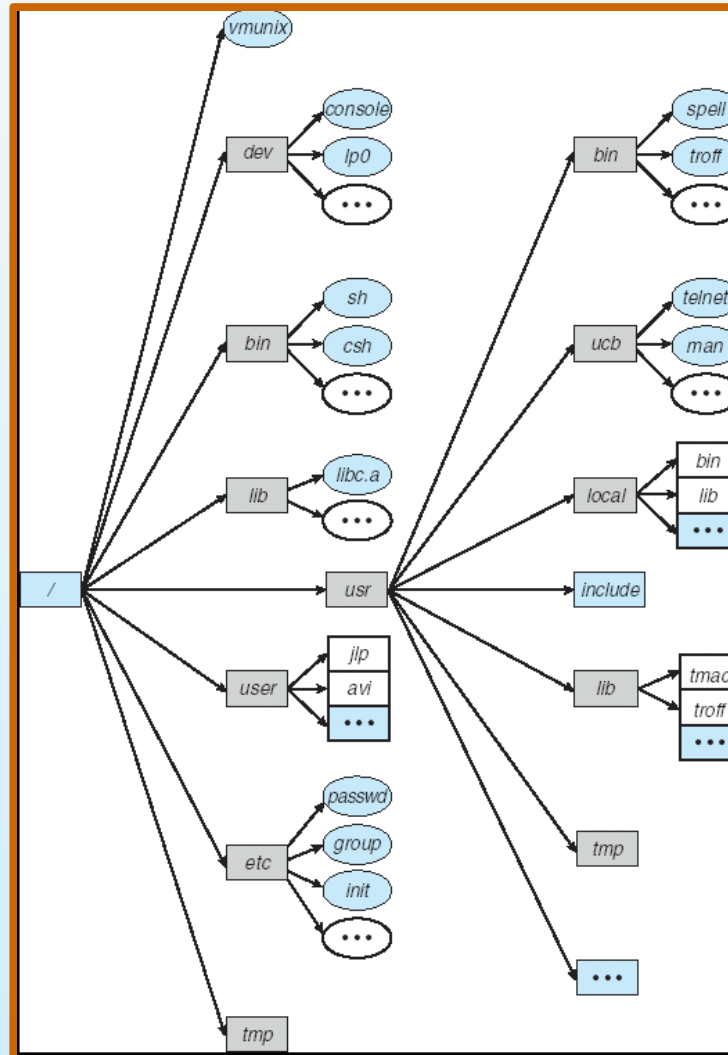 vmunix
dev
console
lp0
•••
bin
sh
csh
•••
lib
libc.a
•••
/
usr
user
jlp
avi
•••
etc
passwd
group
init
•••
tmp
bin
spell
troff
•••
ucb
telnet
man
•••
local
bin
lib
•••
include
lib
tmac
troff
•••
tmp
•••